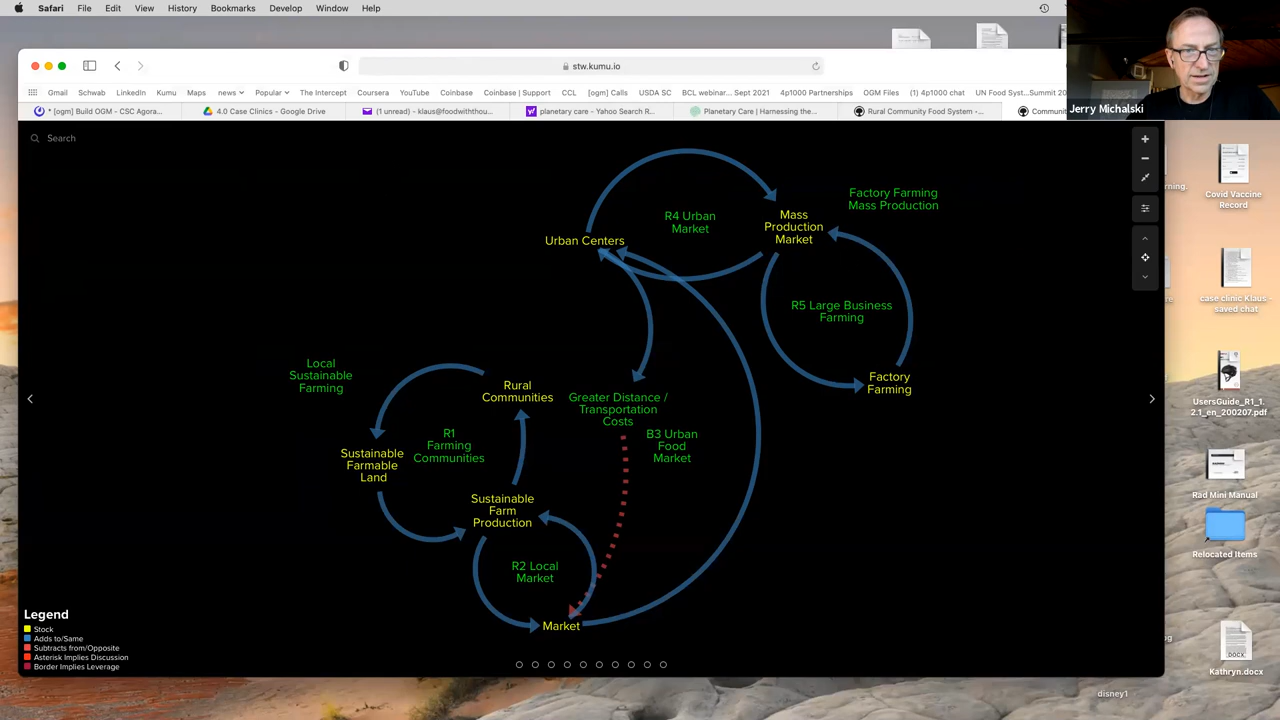 Safari File Edit View History Bookmarks Develop Window Help
Jerry Michalski
stw.kumu.io
Gmail Schwab LinkedIn Kumu Maps news Popular The Intercept Coursera YouTube Coinbase Coinbase | Support CCL [ogm] Calls USDA SC BCL webinar... Sept 2021 4p1000 Partnerships OGM Files (1) 4p1000 chat UN Food Syst...Summit 20
* [ogm] Build OGM - CSC Agora...
4.0 Case Clinics - Google Drive
(1 unread) - klaus@foodwiththou...
planetary care - Yahoo Search R...
Planetary Care | Harnessing the...
Rural Community Food System -...
Commun
Search
Factory Farming
Mass Production
R4 Urban
Market
Mass
Production
Market
Urban Centers
R5 Large Business
Farming
Factory
Farming
Local
Sustainable
Farming
Rural
Communities
Greater Distance /
Transportation
Costs
R1
Farming
Communities
B3 Urban
Food
Market
Sustainable
Farmable
Land
Sustainable
Farm
Production
R2 Local
Market
Market
Legend
Stock
Adds to/Same
Subtracts from/Opposite
Asterisk Implies Discussion
Border Implies Leverage
Covid Vaccine
Record
case clinic Klaus -
saved chat
UsersGuide_R1_1.
2.1_en_200207.pdf
Rad Mini Manual
Relocated Items
DOCX
Kathryn.docx
disney1